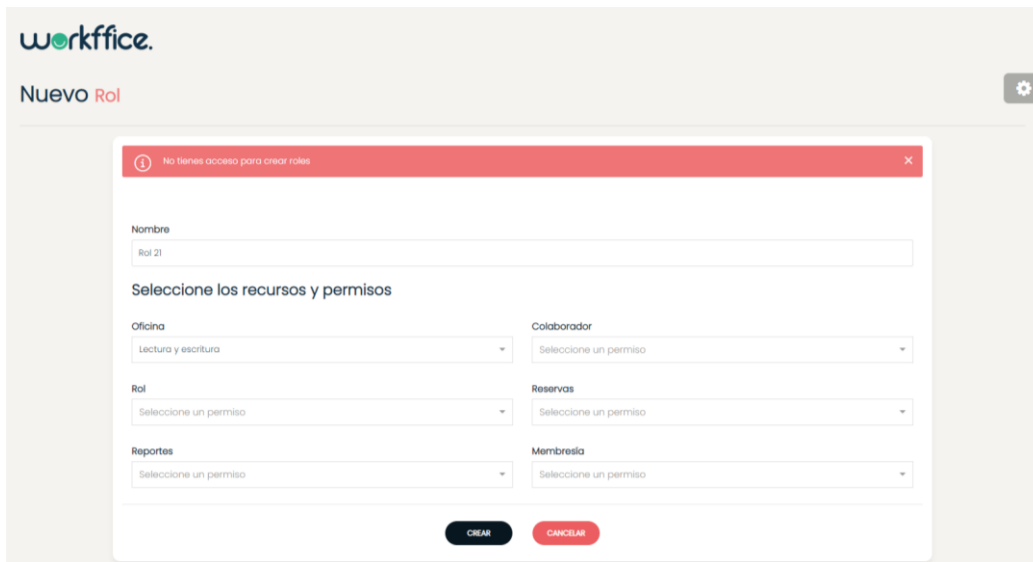 workffice.
Nuevo Rol
No tienes acceso para crear roles
Nombre
Rol 21
Seleccione los recursos y permisos
Oficina
Colaborador
Lectura y escritura
Seleccione un permiso
Rol
Reservas
Seleccione un permiso
Seleccione un permiso
Reportes
Membresía
Seleccione un permiso
Seleccione un permiso
CREAR
CANCELAR